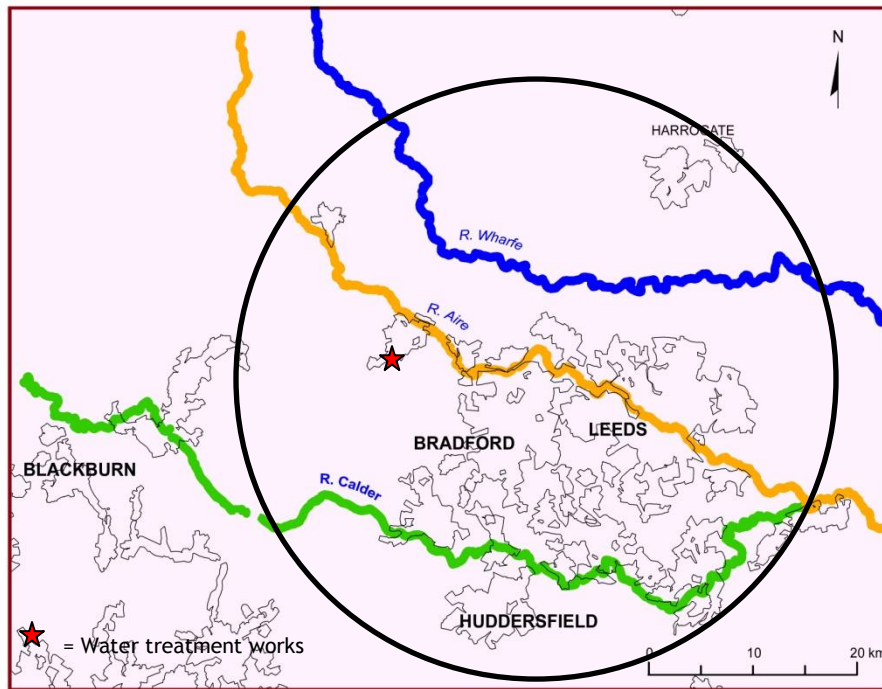 N
HARROGATE
R. Wharfe
R. Aire
LEEDS
BRADFORD
BLACKBURN
R. Calder
HUDDERSFIELD
= Water treatment works
0 10 20 km